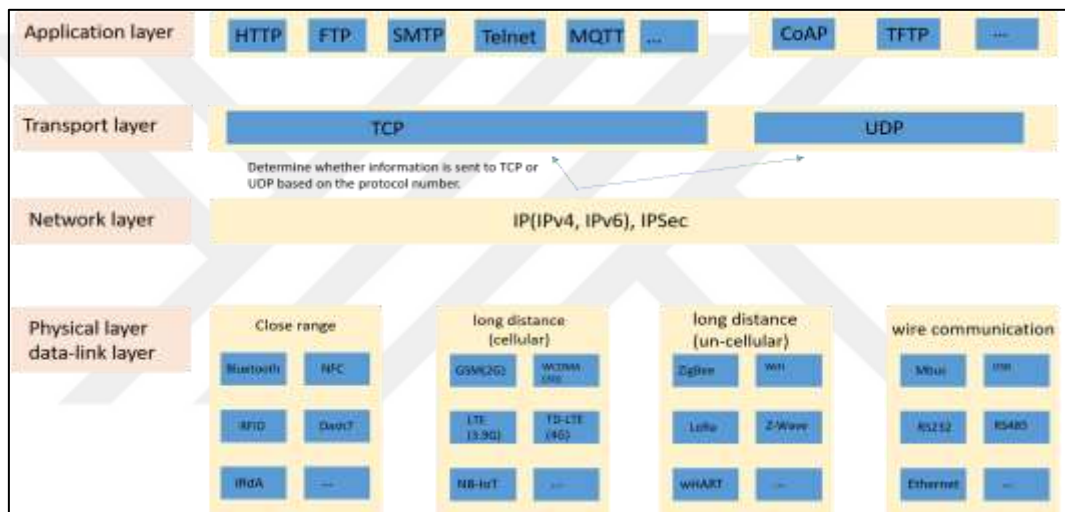 Application layer
HTTP FTP SMTP Telnet MQTT ... CoAP TFTP ...
Transport layer
TCP UDP
Determine whether information is sent to TCP or
UDP based on the protocol number.
Network layer
IP(IPv4, IPv6), IPSec
Physical layer
data-link layer
Close range
Bluetooth NFC
RFID Dash7
IRdA ...
long distance
(cellular)
GSM(2G) WCDMA
LTE
(3.9G)
TD-LTE
(4G)
NB-IoT ...
long distance
(un-cellular)
ZigBee WiFi
LoRa Z-Wave
wHART ...
wire communication
Mbus USB
RS232 RS485
Ethernet ...